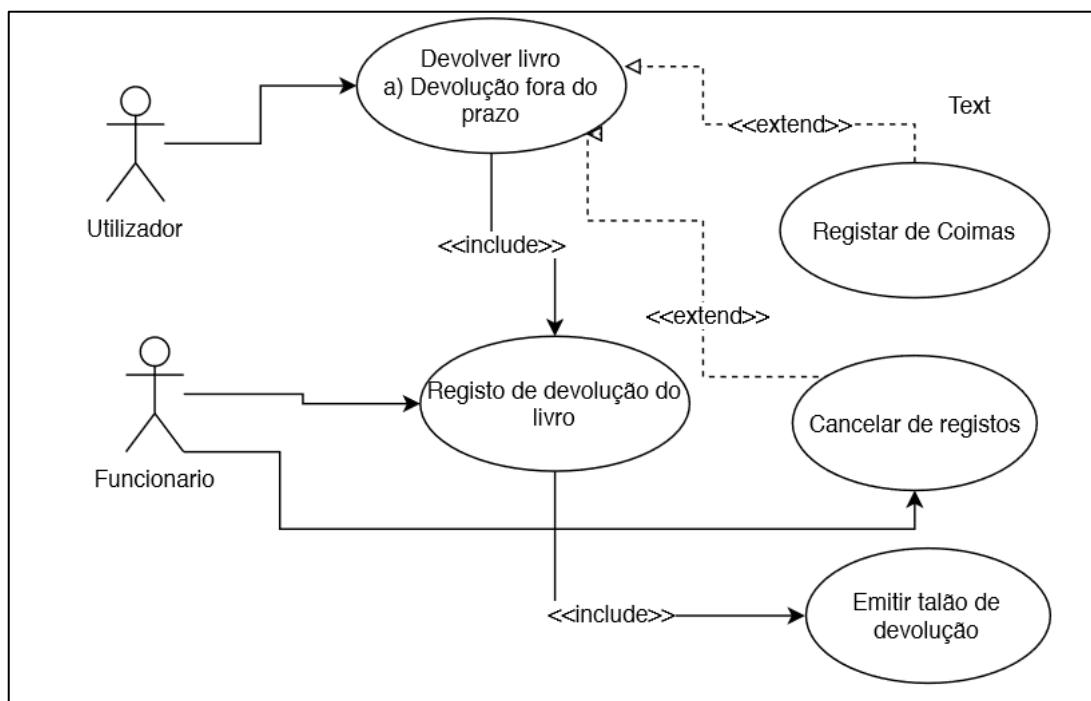 Devolver livro
a) Devolução fora do
prazo
Text
<<extend>>
Utilizador
Registar de Coimas
<<include>>
<<extend>>
Registo de devolução do
livro
Cancelar de registos
Funcionario
Emitir talão de
devolução
<<include>>